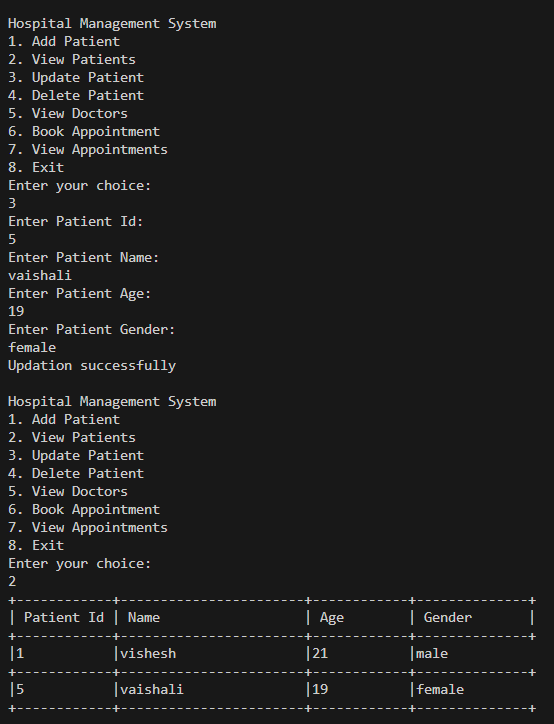 Hospital Management System
1. Add Patient
2. View Patients
3. Update Patient
4. Delete Patient
5. View Doctors
6. Book Appointment
7. View Appointments
8. Exit
Enter your choice:
3
Enter Patient Id:
5
Enter Patient Name:
vaishali
Enter Patient Age:
19
Enter Patient Gender:
female
Updation successfully

Hospital Management System
1. Add Patient
2. View Patients
3. Update Patient
4. Delete Patient
5. View Doctors
6. Book Appointment
7. View Appointments
8. Exit
Enter your choice:
2
+------------+-----------------------+------------+--------------+
| Patient Id | Name                  | Age        | Gender       |
+------------+-----------------------+------------+--------------+
|1           |vishesh                |21          |male
+------------+-----------------------+------------+--------------+
|5           |vaishali               |19          |female
+------------+-----------------------+------------+--------------+